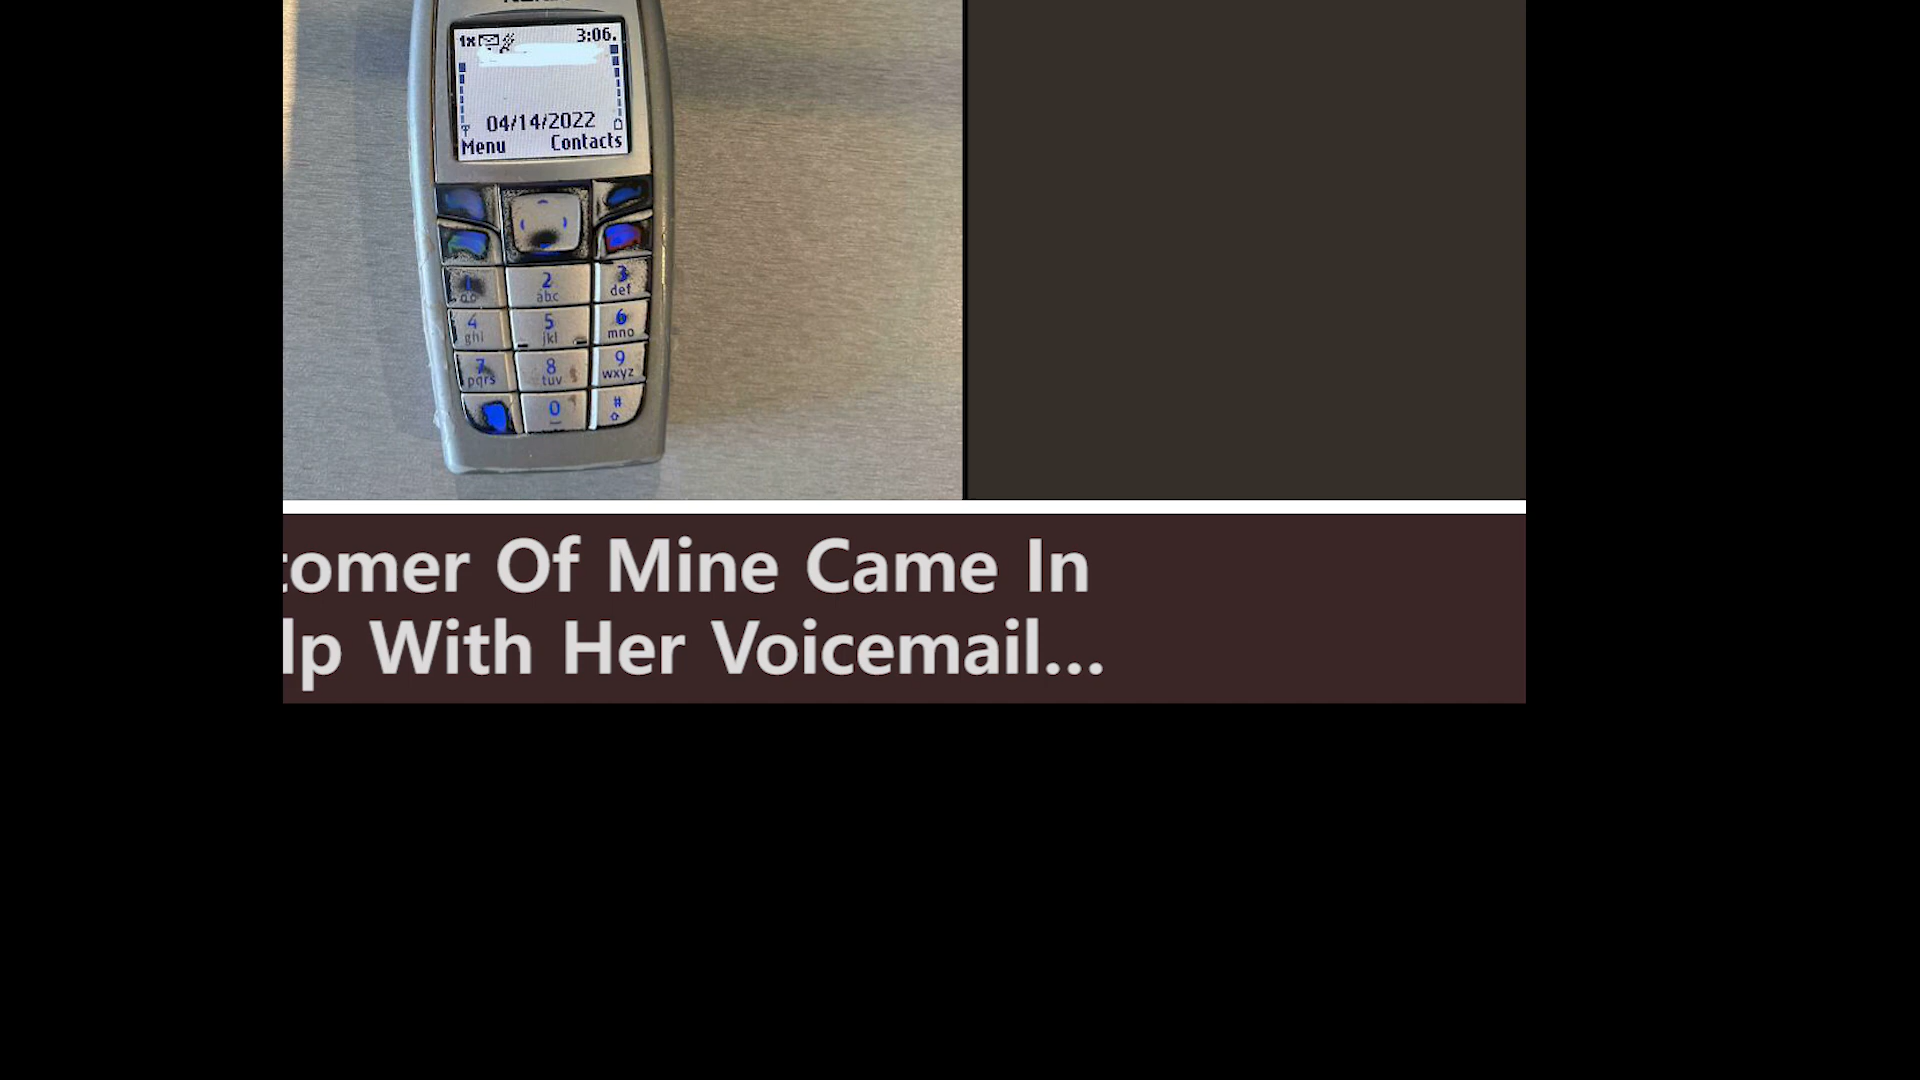 3:06.
1x
04/14/2022
Menu Contacts
1
2 abc
3 def
4 ghi
5 jkl
6 mno
7 pqrs
8 tuv
9 wxyz
0
#
tomer Of Mine Came In
lp With Her Voicemail...